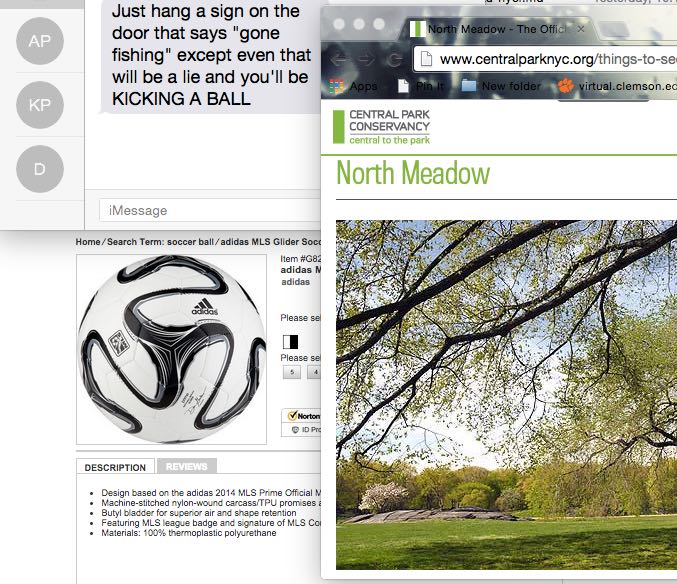 AP
KP
D
Just hang a sign on the
door that says "gone
fishing" except even that
will be a lie and you'll be
KICKING A BALL
iMessage
North Meadow - The Offic
www.centralparknyc.org/things-to-see
Apps
Pin It
New folder
virtual.clemson.ed
CENTRAL PARK
CONSERVANCY
central to the park
North Meadow
Home/Search Term: soccer ball/adidas MLS Glider Socc
Item #G82
adidas M
adidas
Please se
Please se
5
4
Norton
ID Pro
adidas
DESCRIPTION
REVIEWS
Design based on the adidas 2014 MLS Prime Official M
Machine-stitched nylon-wound carcass/TPU promises a
Butyl bladder for superior air and shape retention
Featuring MLS league badge and signature of MLS Co
Materials: 100% thermoplastic polyurethane